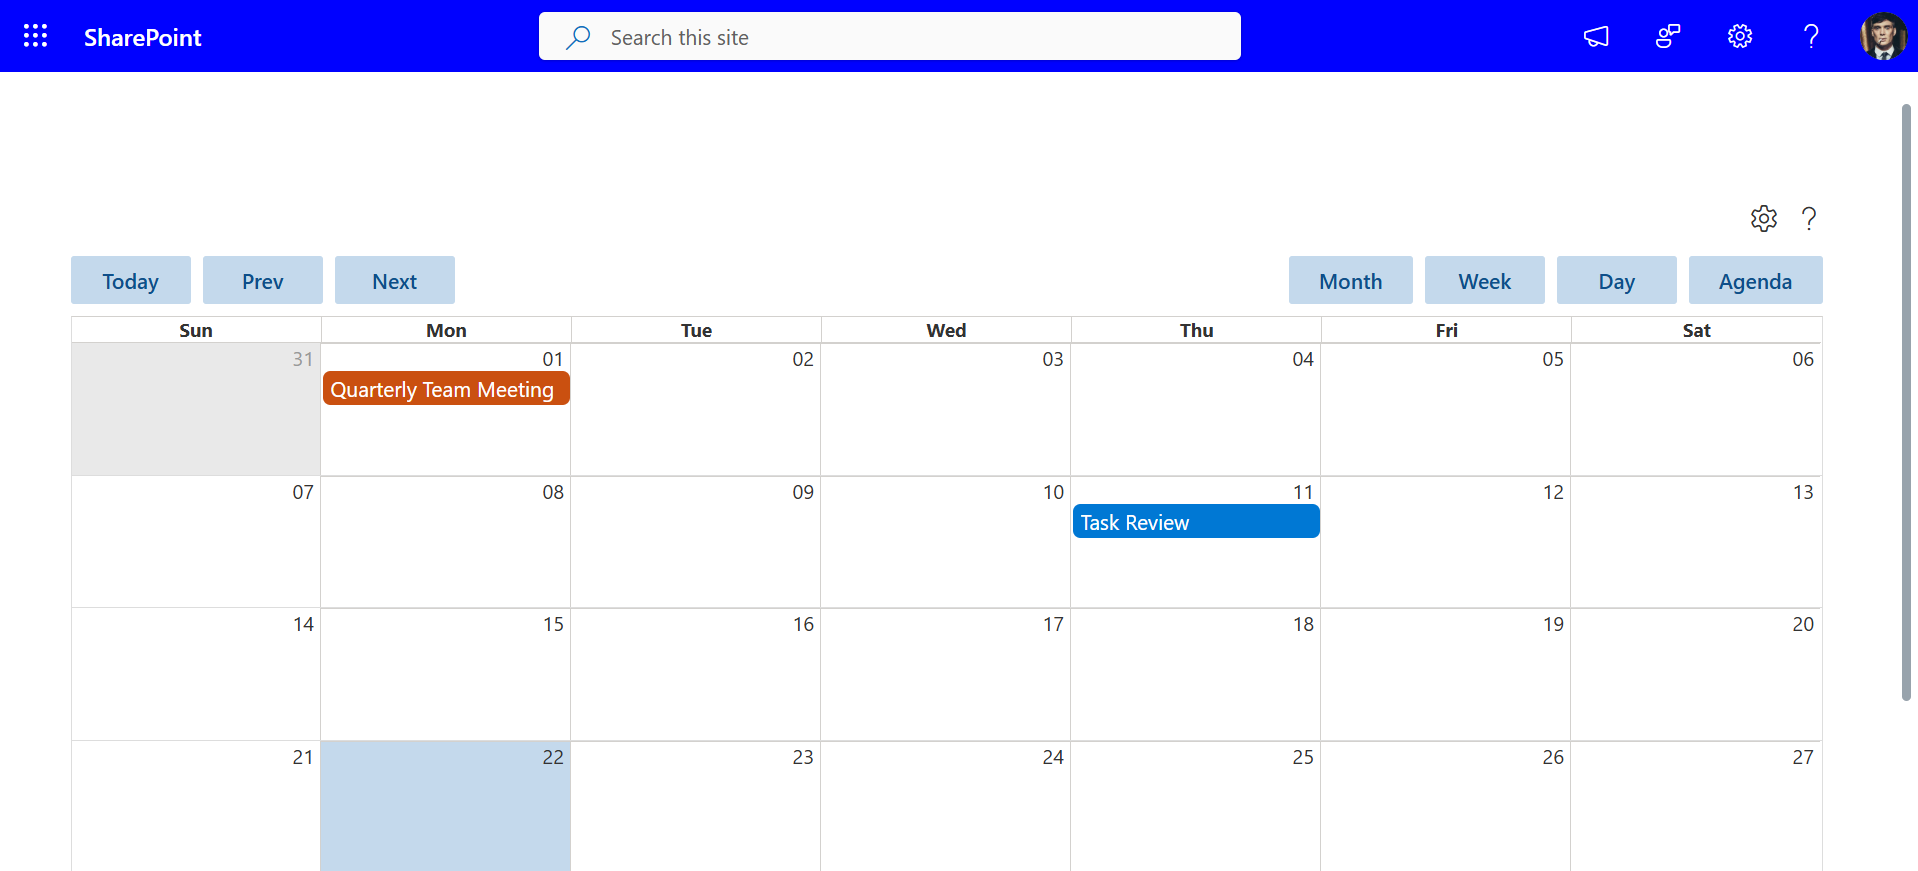 SharePoint
Search this site
?
?
Today Prev Next Month Week Day Agenda
Sun Mon Tue Wed Thu Fri Sat
31 01 02 03 04 05 06
Quarterly Team Meeting
07 08 09 10 11 12 13
Task Review
14 15 16 17 18 19 20
21 22 23 24 25 26 27